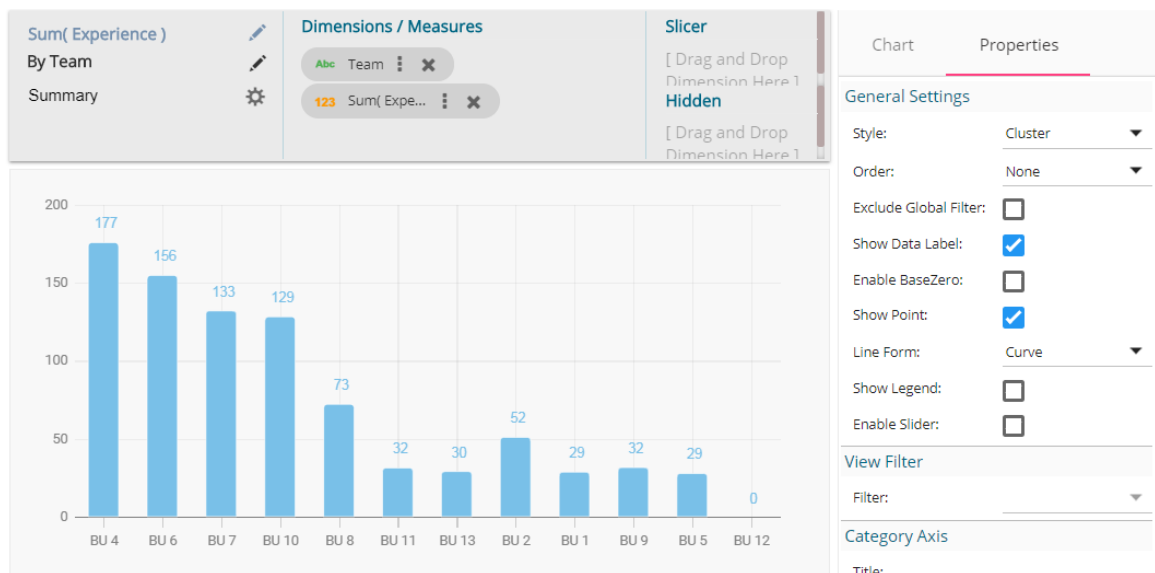 Sum( Experience )
By Team
Summary
Dimensions / Measures
Abc Team
123 Sum( Expe...
Slicer
[ Drag and Drop
Dimension Here ]
Hidden
[ Drag and Drop
Dimension Here ]
Chart Properties
General Settings
Style: Cluster
Order: None
Exclude Global Filter:
Show Data Label:
Enable BaseZero:
Show Point:
Line Form: Curve
Show Legend:
Enable Slider:
View Filter
Filter:
Category Axis
Title:
200
150
100
50
0
177 156 133 129 73 32 30 52 29 32 29 0
BU 4 BU 6 BU 7 BU 10 BU 8 BU 11 BU 13 BU 2 BU 1 BU 9 BU 5 BU 12